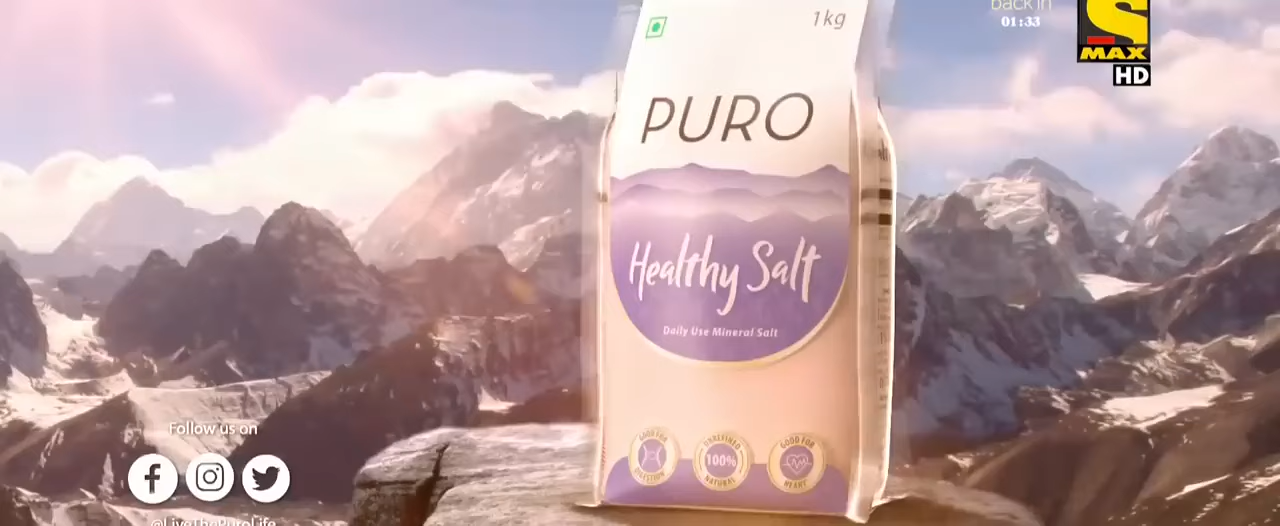 back in
01:33
S
MAX
HD
1kg
PURO
Healthy Salt
Daily Use Mineral Salt
GOOD FOR
DIGESTION
UNREFINED
100%
NATURAL
GOOD FOR
HEART
Follow us on
@LiveThePuroLife